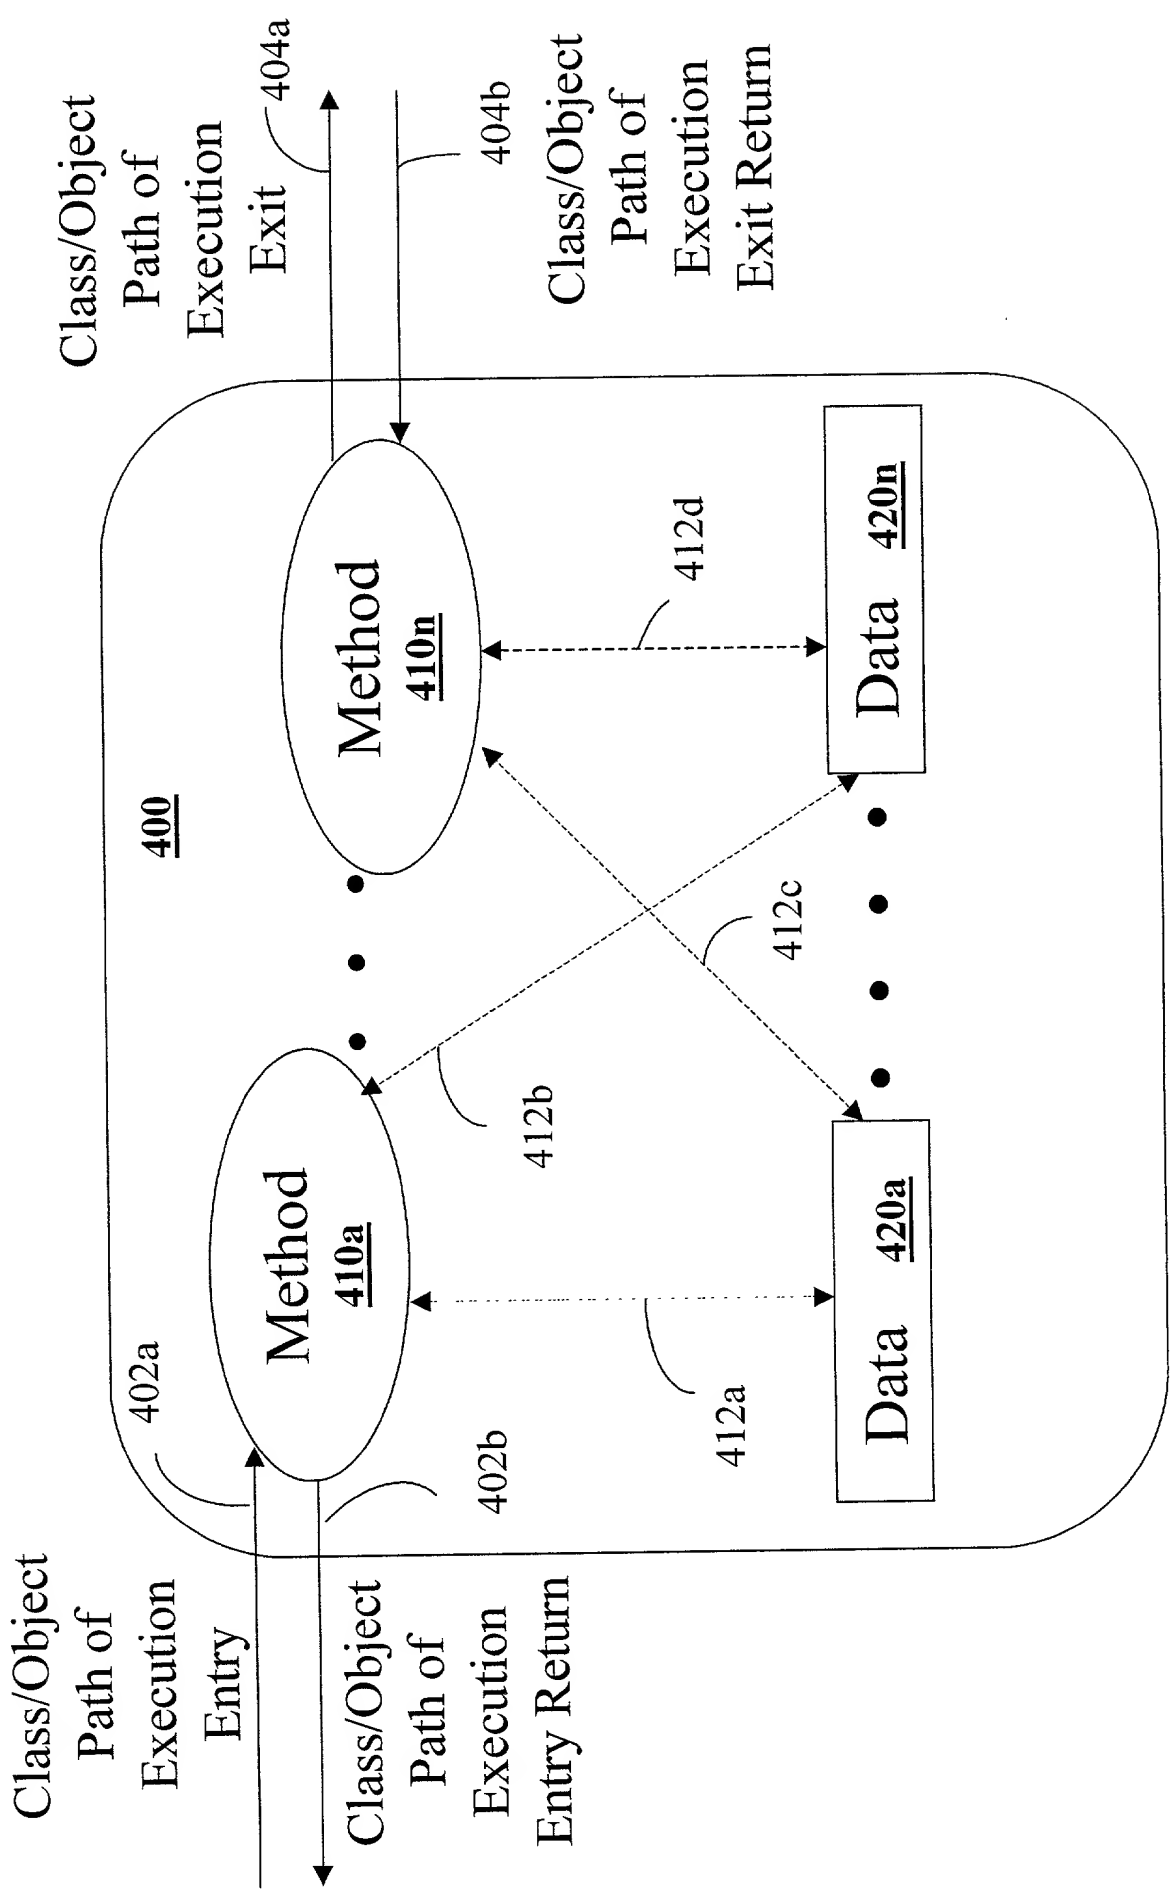 Class/Object
Path of
Execution
Entry
402a
Class/Object
Path of
Execution
Entry Return
402b
400
Method
410a
Method
410n
Class/Object
Path of
Execution
Exit
404a
404b
Class/Object
Path of
Execution
Exit Return
412a
412b
412c
412d
Data 420a
Data 420n